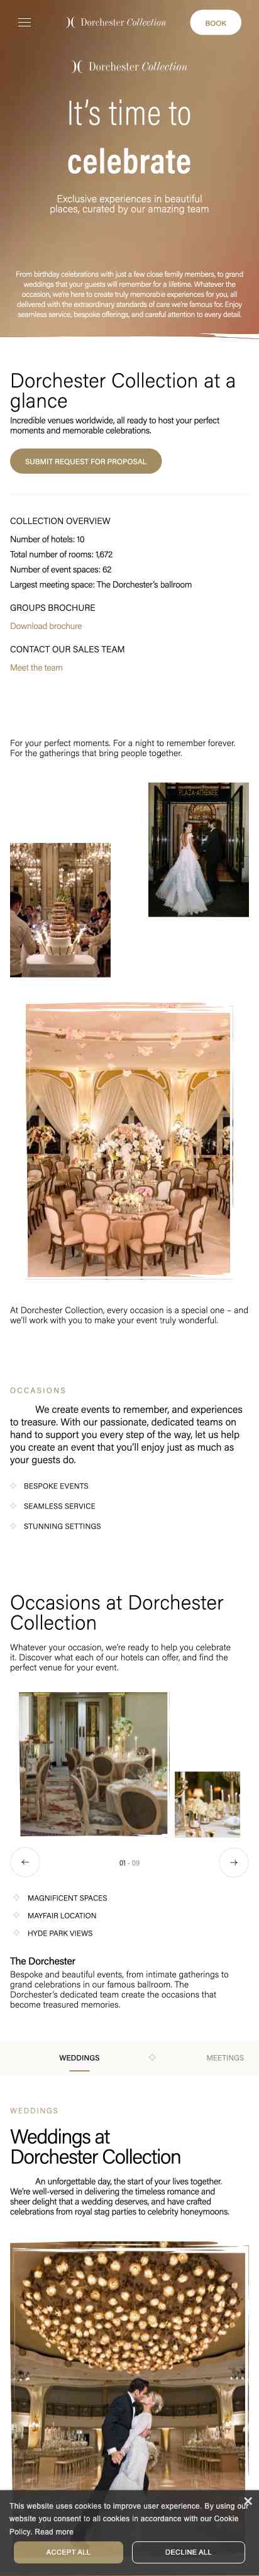 Dorchester Collection
BOOK
Dorchester Collection
It's time to
celebrate
Exclusive experiences in beautiful
places, curated by our amazing team
From birthday celebrations with just a few close family members, to grand
weddings that your guests will remember for a lifetime. Whatever the
occasion, we're here to create truly memorable experiences for you, all
delivered with the extraordinary standards of care we're famous for. Enjoy
seamless service, bespoke offerings, and careful attention to every detail.
Dorchester Collection at a
glance
Incredible venues worldwide, all ready to host your perfect
moments and memorable celebrations.
SUBMIT REQUEST FOR PROPOSAL
COLLECTION OVERVIEW
Number of hotels: 10
Total number of rooms: 1,672
Number of event spaces: 62
Largest meeting space: The Dorchester's ballroom
GROUPS BROCHURE
Download brochure
CONTACT OUR SALES TEAM
Meet the team
For your perfect moments. For a night to remember forever.
For the gatherings that bring people together.
PLAZA ATHENEE
At Dorchester Collection, every occasion is a special one – and
we'll work with you to make your event truly wonderful.
OCCASIONS
We create events to remember, and experiences
to treasure. With our passionate, dedicated teams on
hand to support you every step of the way, let us help
you create an event that you'll enjoy just as much as
your guests do.
BESPOKE EVENTS
SEAMLESS SERVICE
STUNNING SETTINGS
Occasions at Dorchester
Collection
Whatever your occasion, we're ready to help you celebrate
it. Discover what each of our hotels can offer, and find the
perfect venue for your event.
01 - 09
MAGNIFICENT SPACES
MAYFAIR LOCATION
HYDE PARK VIEWS
The Dorchester
Bespoke and beautiful events, from intimate gatherings to
grand celebrations in our famous ballroom. The
Dorchester's dedicated team create the occasions that
become treasured memories.
WEDDINGS
MEETINGS
WEDDINGS
Weddings at
Dorchester Collection
An unforgettable day, the start of your lives together.
We're well-versed in delivering the timeless romance and
sheer delight that a wedding deserves, and have crafted
celebrations from royal stag parties to celebrity honeymoons.
This website uses cookies to improve user experience. By using our
website you consent to all cookies in accordance with our Cookie
Policy. Read more
ACCEPT ALL
DECLINE ALL